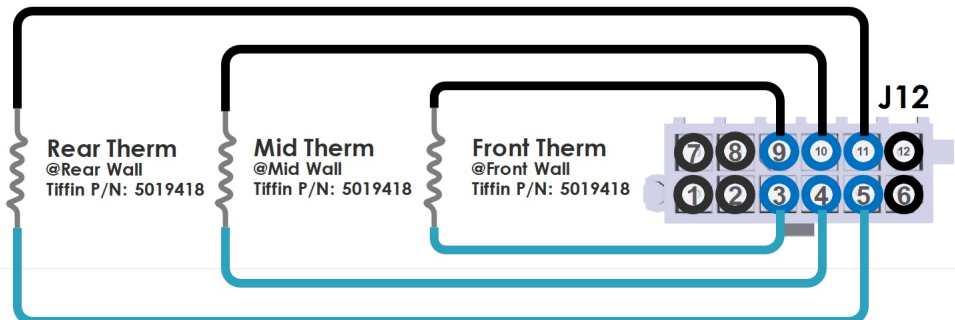 J12
Rear Therm
@Rear Wall
Tiffin P/N: 5019418
Mid Therm
@Mid Wall
Tiffin P/N: 5019418
Front Therm
@Front Wall
Tiffin P/N: 5019418
7 8 9 10 11 12
1 2 3 4 5 6